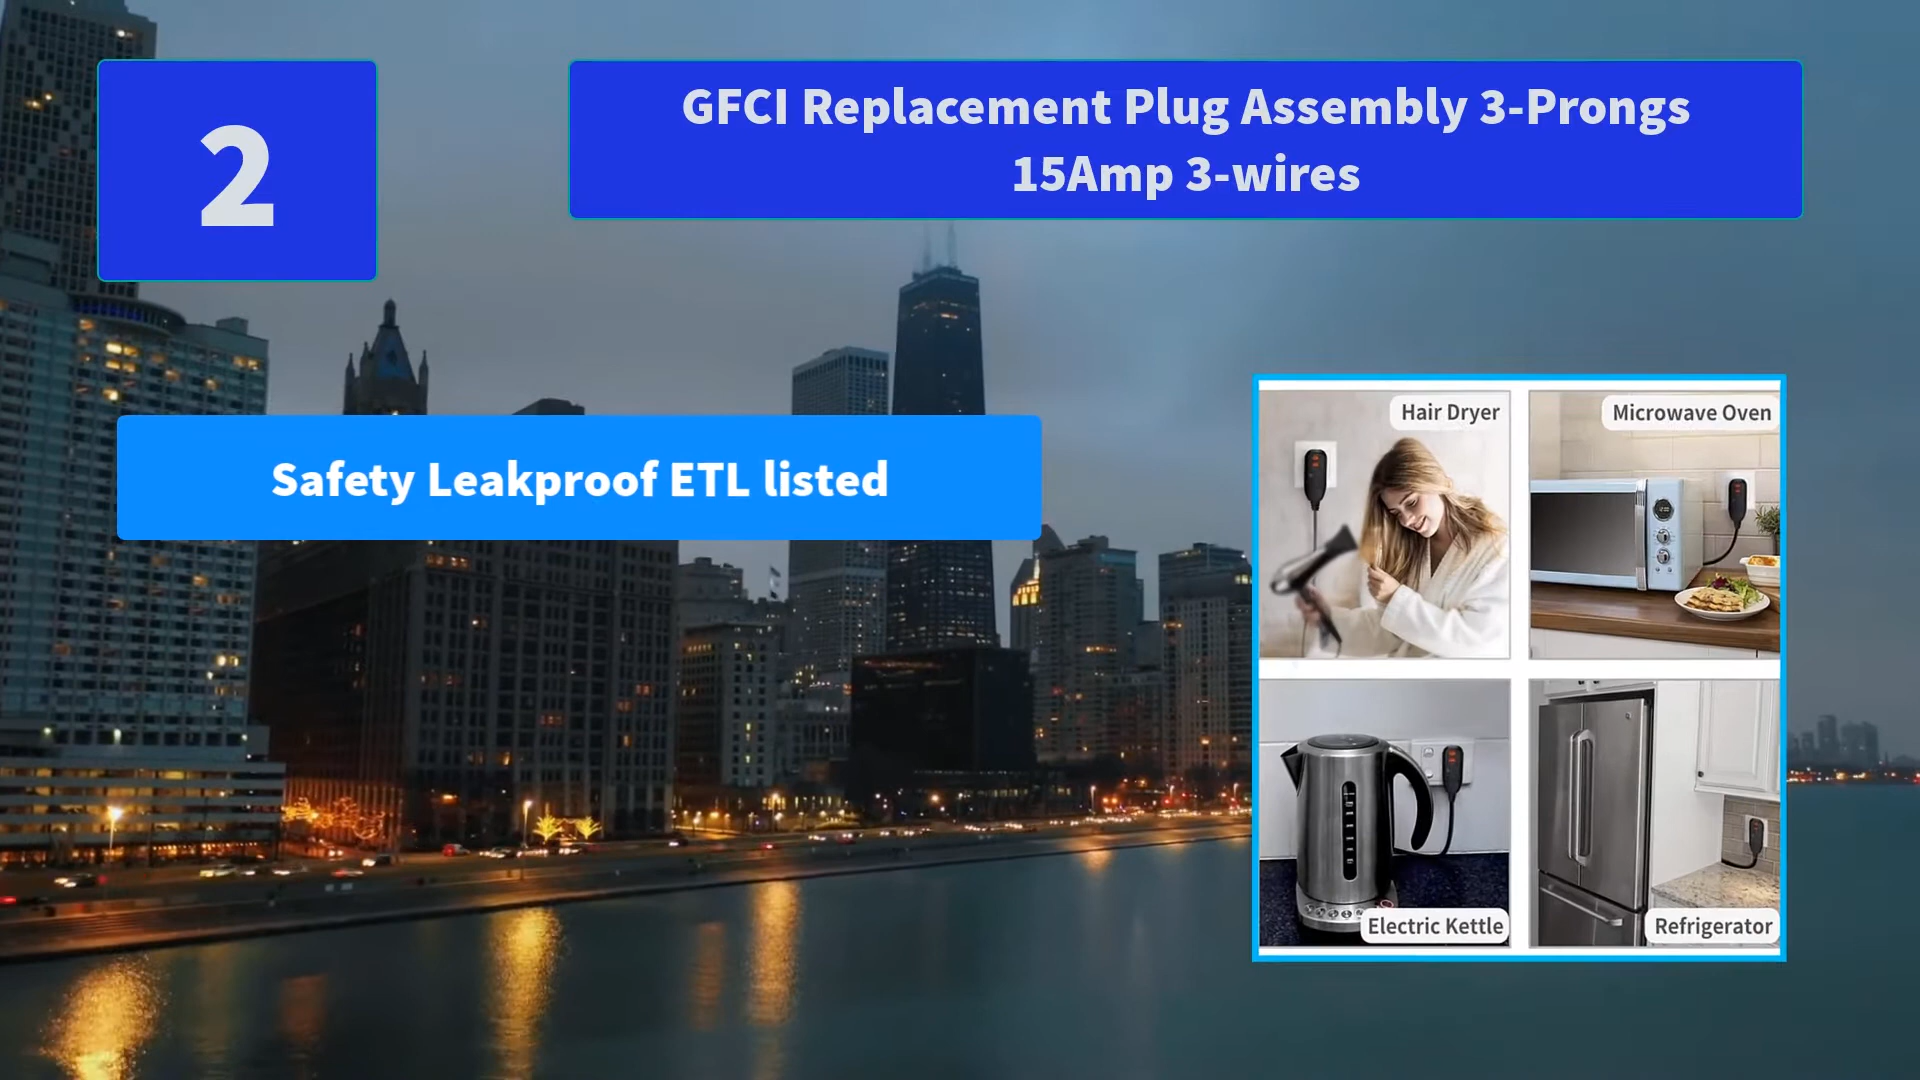 2
GFCI Replacement Plug Assembly 3-Prongs
15Amp 3-wires
Safety Leakproof ETL listed
Hair Dryer
Microwave Oven
Electric Kettle
Refrigerator